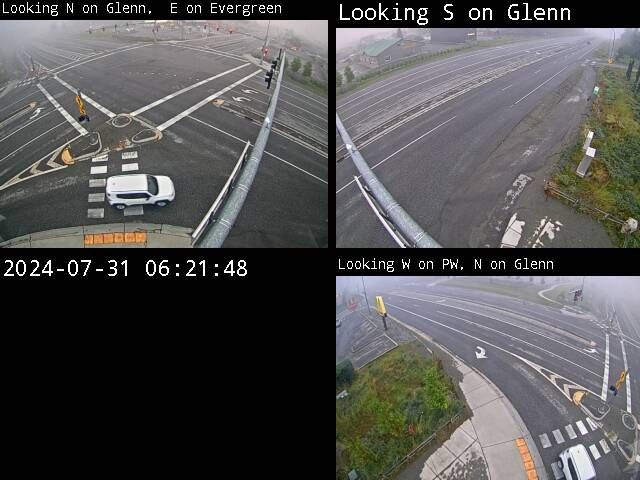 Looking N on Glenn,  E on Evergreen
Looking S on Glenn
2024-07-31 06:21:48
Looking W on PW, N on Glenn